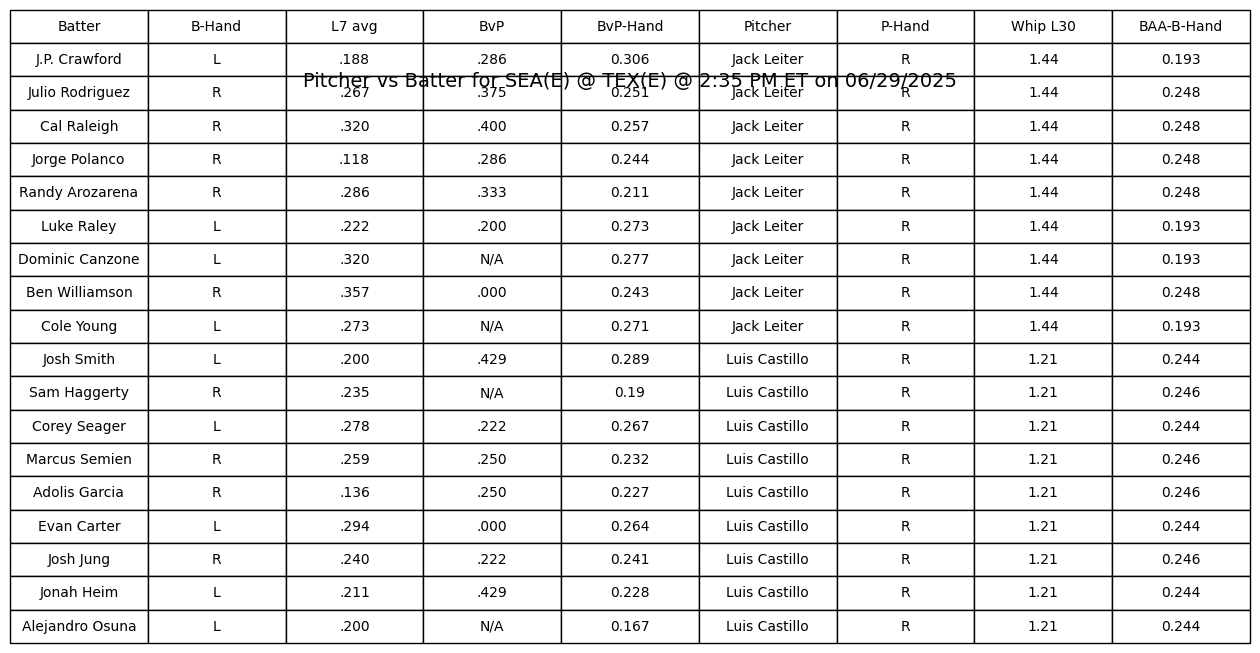 Batter B-Hand L7 avg BvP BvP-Hand Pitcher P-Hand Whip L30 BAA-B-Hand
J.P. Crawford L .188 .286 0.306 Jack Leiter R 1.44 0.193
Pitcher vs Batter for SEA(E) @ TEX(E) @ 2:35 PM ET on 06/29/2025
Julio Rodriguez R .267 .375 0.251 Jack Leiter R 1.44 0.248
Cal Raleigh R .320 .400 0.257 Jack Leiter R 1.44 0.248
Jorge Polanco R .118 .286 0.244 Jack Leiter R 1.44 0.248
Randy Arozarena R .286 .333 0.211 Jack Leiter R 1.44 0.248
Luke Raley L .222 .200 0.273 Jack Leiter R 1.44 0.193
Dominic Canzone L .320 N/A 0.277 Jack Leiter R 1.44 0.193
Ben Williamson R .357 .000 0.243 Jack Leiter R 1.44 0.248
Cole Young L .273 N/A 0.271 Jack Leiter R 1.44 0.193
Josh Smith L .200 .429 0.289 Luis Castillo R 1.21 0.244
Sam Haggerty R .235 N/A 0.19 Luis Castillo R 1.21 0.246
Corey Seager L .278 .222 0.267 Luis Castillo R 1.21 0.244
Marcus Semien R .259 .250 0.232 Luis Castillo R 1.21 0.246
Adolis Garcia R .136 .250 0.227 Luis Castillo R 1.21 0.246
Evan Carter L .294 .000 0.264 Luis Castillo R 1.21 0.244
Josh Jung R .240 .222 0.241 Luis Castillo R 1.21 0.246
Jonah Heim L .211 .429 0.228 Luis Castillo R 1.21 0.244
Alejandro Osuna L .200 N/A 0.167 Luis Castillo R 1.21 0.244